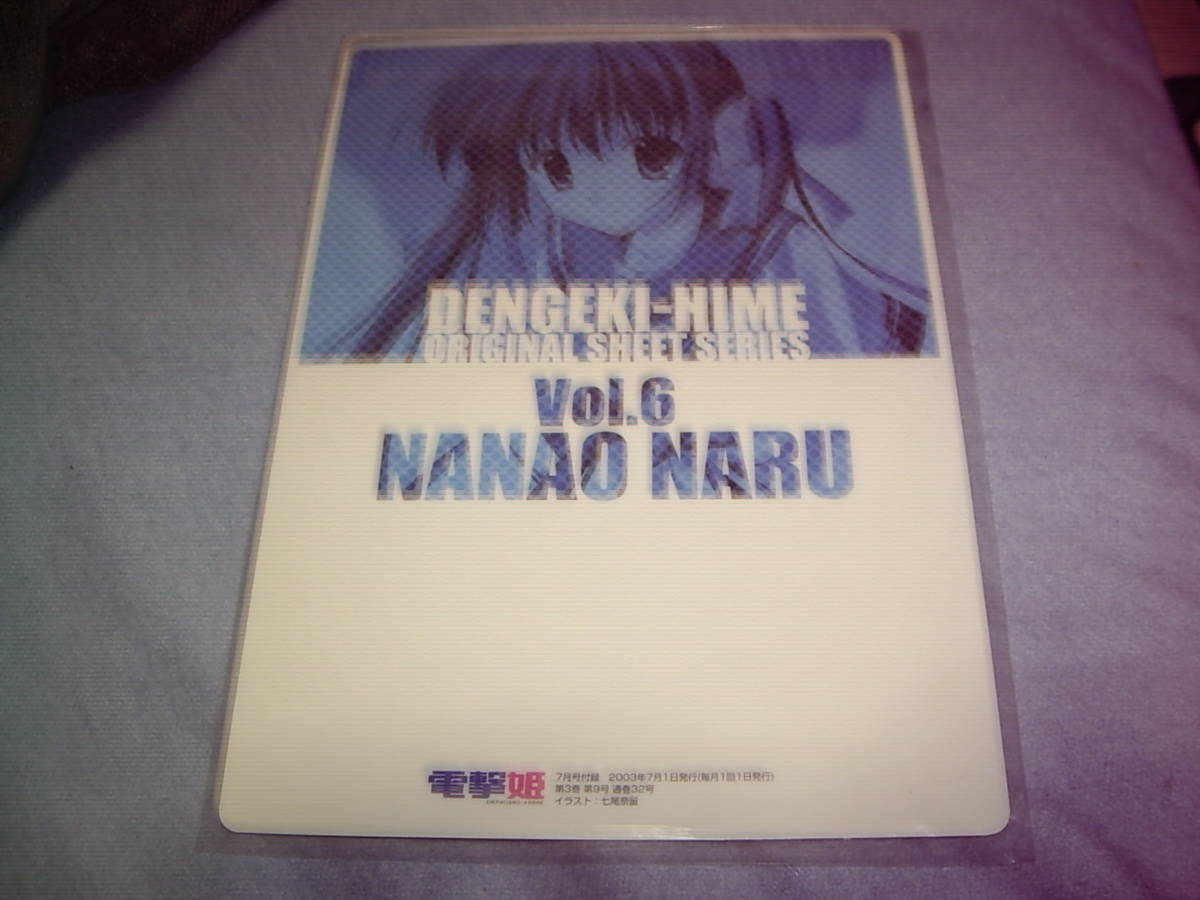 DENGEKI-HIME
ORIGINAL SHEET SERIES
Vol.6
NANAO NARU
電撃姫
DENGEKI-HIME
7月号付録 2003年7月1日発行(毎月1回1日発行)
第3巻 第9号 通巻32号
イラスト：七尾奈留